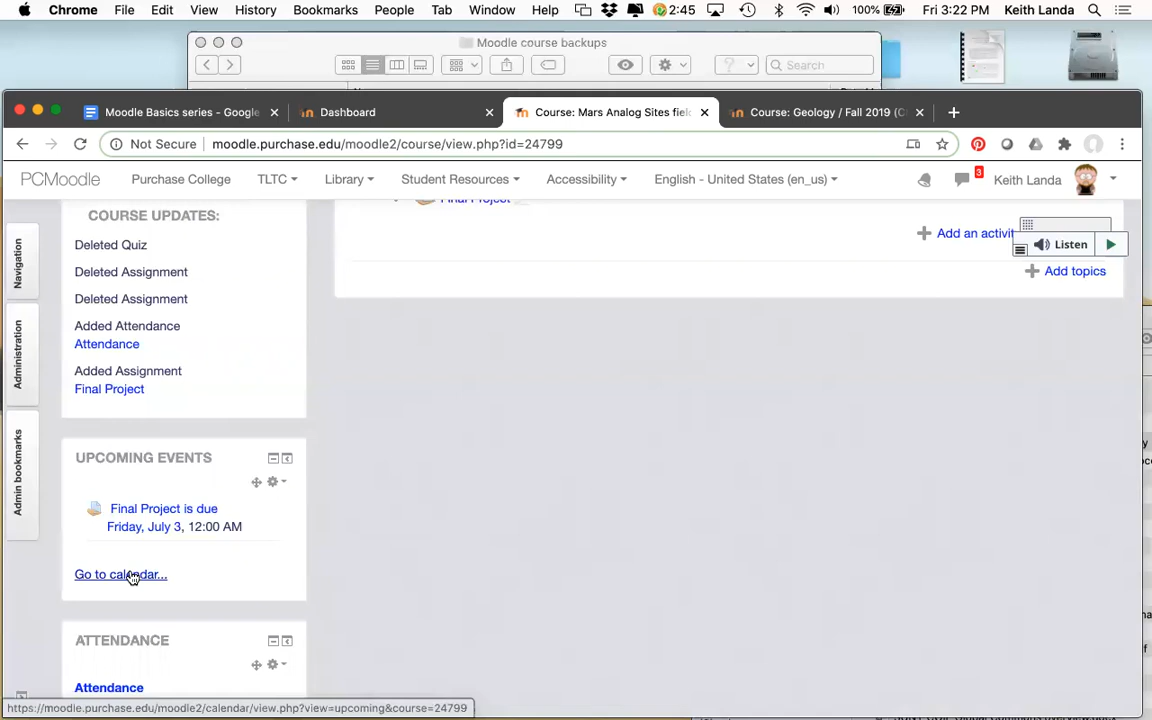 Chrome File Edit View History Bookmarks People Tab Window Help 2:45 100% Fri 3:22 PM Keith Landa
Moodle course backups
Search
Moodle Basics series - Google
Dashboard
Course: Mars Analog Sites field
Course: Geology / Fall 2019 (C
Not Secure moodle.purchase.edu/moodle2/course/view.php?id=24799
PCMoodle Purchase College TLTC Library Student Resources Accessibility English - United States (en_us) 3 Keith Landa
Navigation
Administration
Admin bookmarks
COURSE UPDATES:
Deleted Quiz
Deleted Assignment
Deleted Assignment
Added Attendance
Attendance
Added Assignment
Final Project
UPCOMING EVENTS
Final Project is due
Friday, July 3, 12:00 AM
Go to calendar...
ATTENDANCE
Attendance
Final Project
Add an activit
Listen
Add topics
https://moodle.purchase.edu/moodle2/calendar/view.php?view=upcoming&course=24799